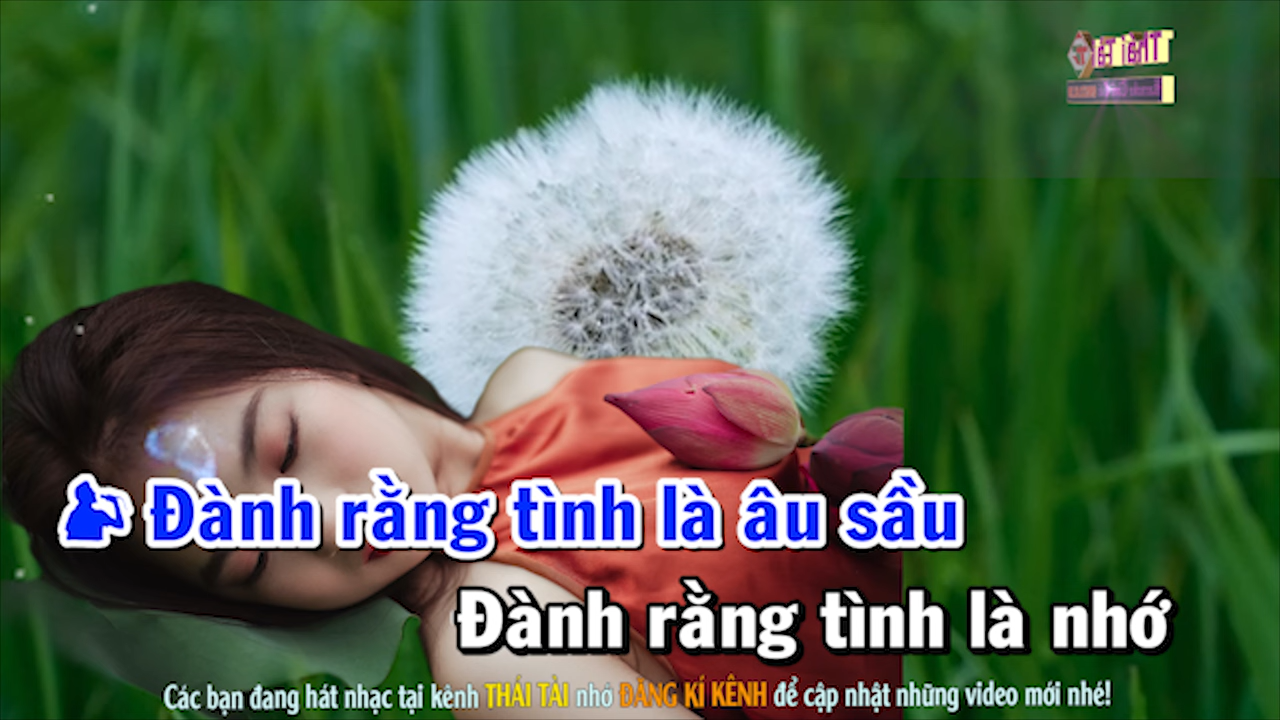 Đành rằng tình là âu sầu
Đành rằng tình là nhớ
Các bạn đang hát nhạc tại kênh THÁI TÀI nhớ ĐĂNG KÍ KÊNH để cập nhật những video mới nhé!